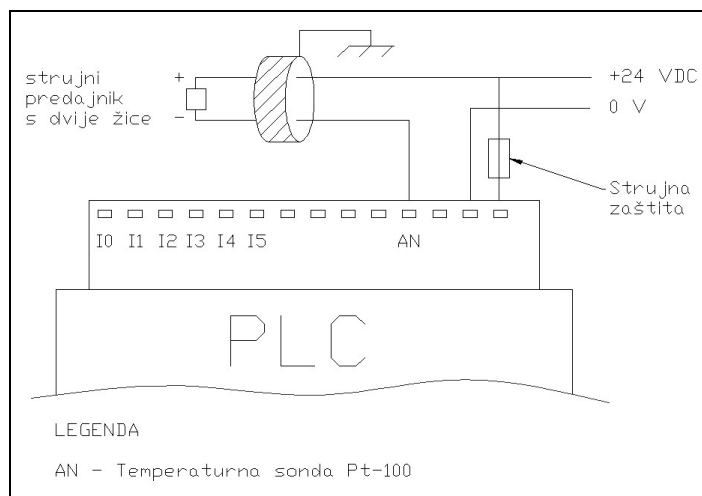 strujni
predajnik
s dvije žice
+
-
+24 VDC
0 V
Strujna
zaštita
I0 I1 I2 I3 I4 I5 AN
PLC
LEGENDA
AN - Temperaturna sonda Pt-100